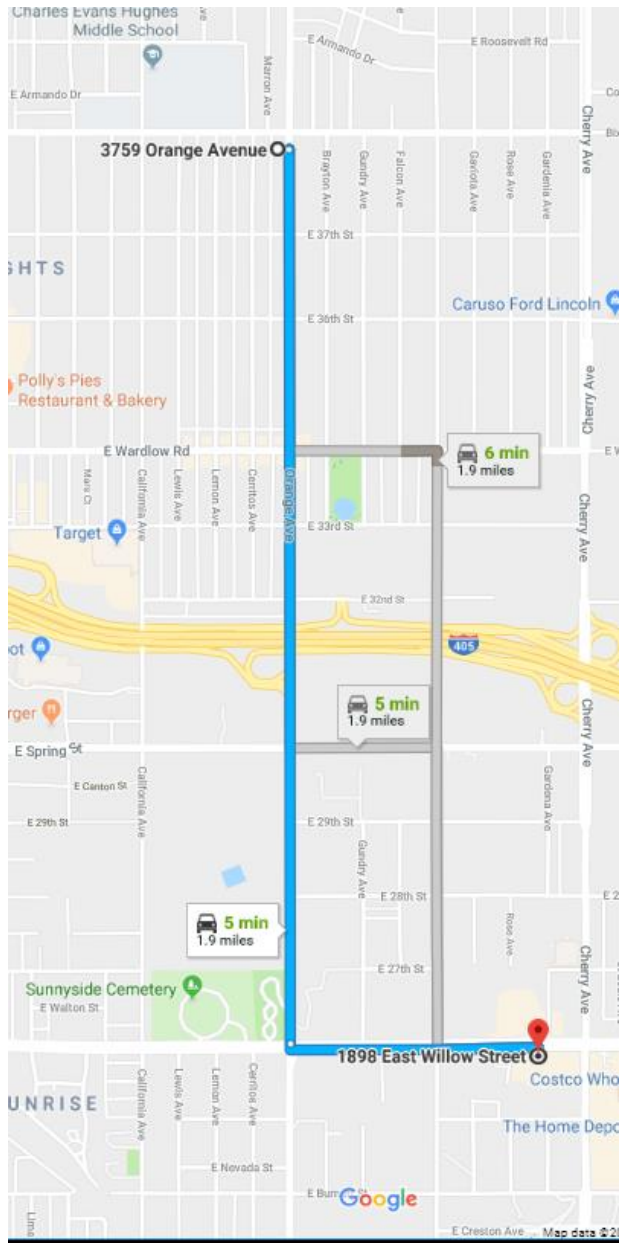 Charles Evans Hughes
Middle School
E Armando Dr
E Roosevelt Rd
Marron Ave
E Armando Dr
Cherry Ave
3759 Orange Avenue
Brayton Ave
Gundry Ave
Falcon Ave
Gaviota Ave
Rose Ave
Gardenia Ave
E 37th St
GHTS
Caruso Ford Lincoln
E 36th St
Polly's Pies
Restaurant & Bakery
Cherry Ave
E Wardlow Rd
6 min
1.9 miles
California Ave
Lewis Ave
Lemon Ave
Cerritos Ave
Orange Ave
Cherry Ave
Target
E 33rd St
E 32nd St
405
5 min
1.9 miles
Cherry Ave
E Spring St
E Canton St
California Ave
Gardena Ave
E 29th St
E 29th St
Gundry Ave
E 28th St
5 min
1.9 miles
Rose Ave
Cherry Ave
E 27th St
Sunnyside Cemetery
E Walton St
1898 East Willow Street
Costco Who
UNRISE
California Ave
Lewis Ave
Lemon Ave
Cerritos Ave
The Home Depo
E Nevada St
Google
E Creston Ave
Map data ©20